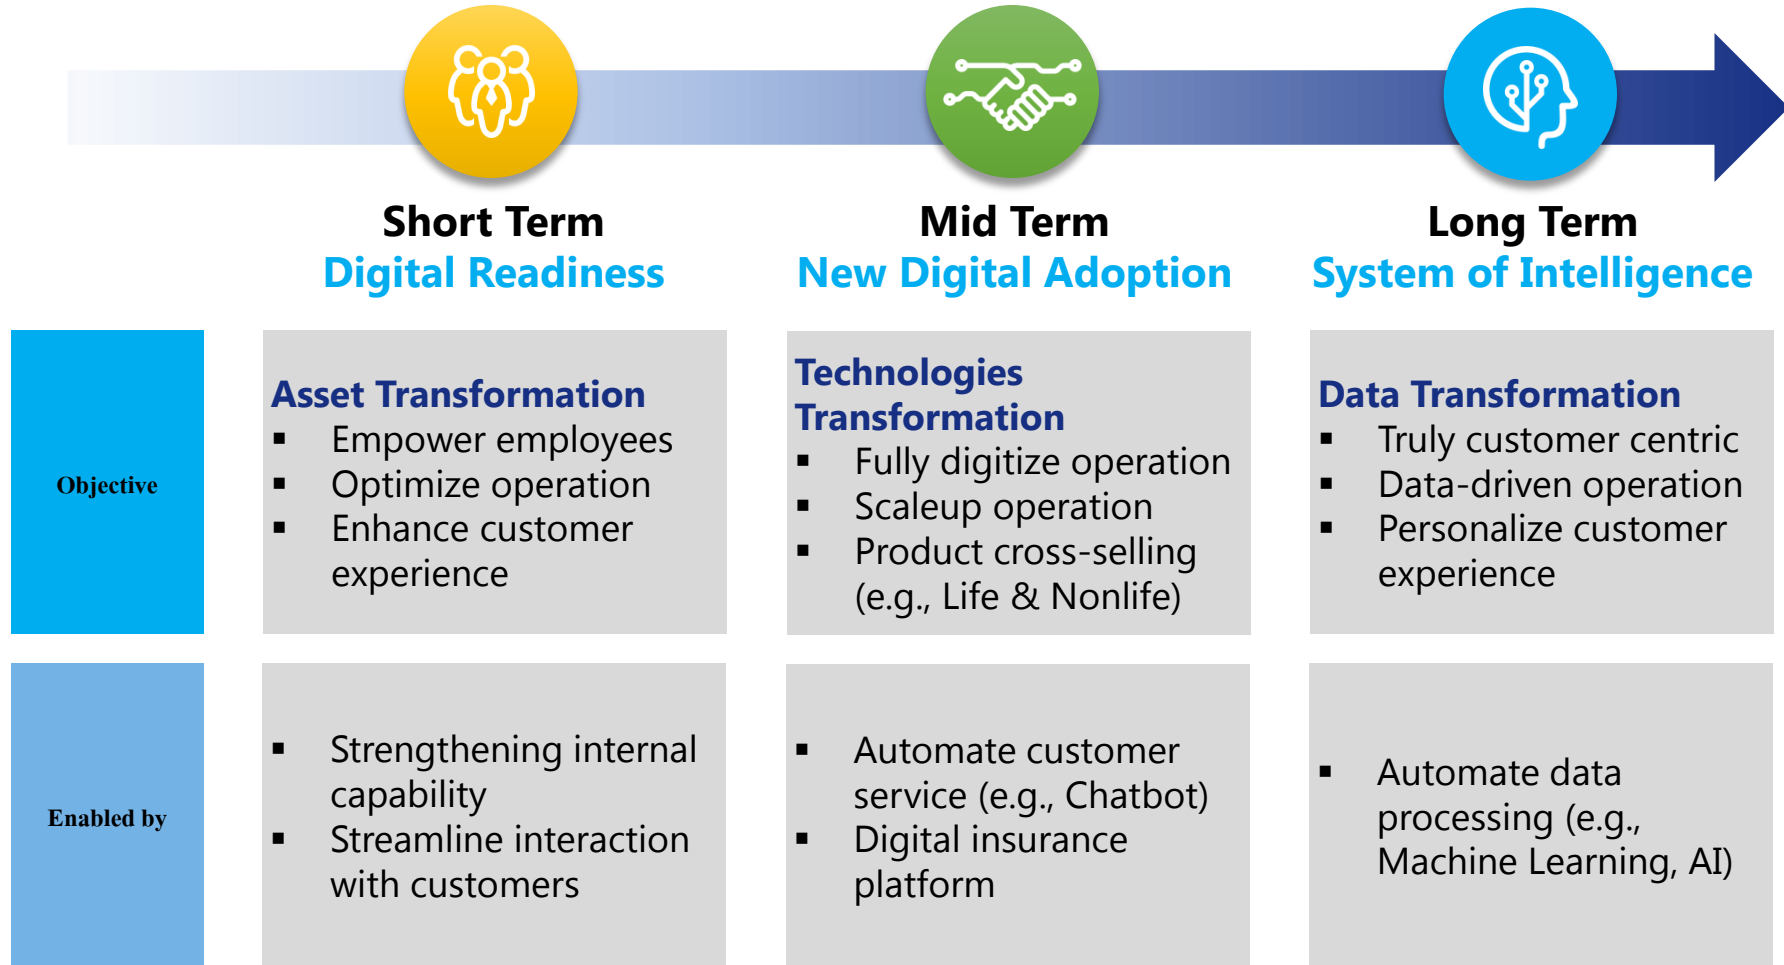 Short Term
Digital Readiness
Mid Term
New Digital Adoption
Long Term
System of Intelligence
Objective
Asset Transformation
▪ Empower employees
▪ Optimize operation
▪ Enhance customer
experience
Technologies
Transformation
▪ Fully digitize operation
▪ Scaleup operation
▪ Product cross-selling
(e.g., Life & Nonlife)
Data Transformation
▪ Truly customer centric
▪ Data-driven operation
▪ Personalize customer
experience
Enabled by
▪ Strengthening internal
capability
▪ Streamline interaction
with customers
▪ Automate customer
service (e.g., Chatbot)
▪ Digital insurance
platform
▪ Automate data
processing (e.g.,
Machine Learning, AI)